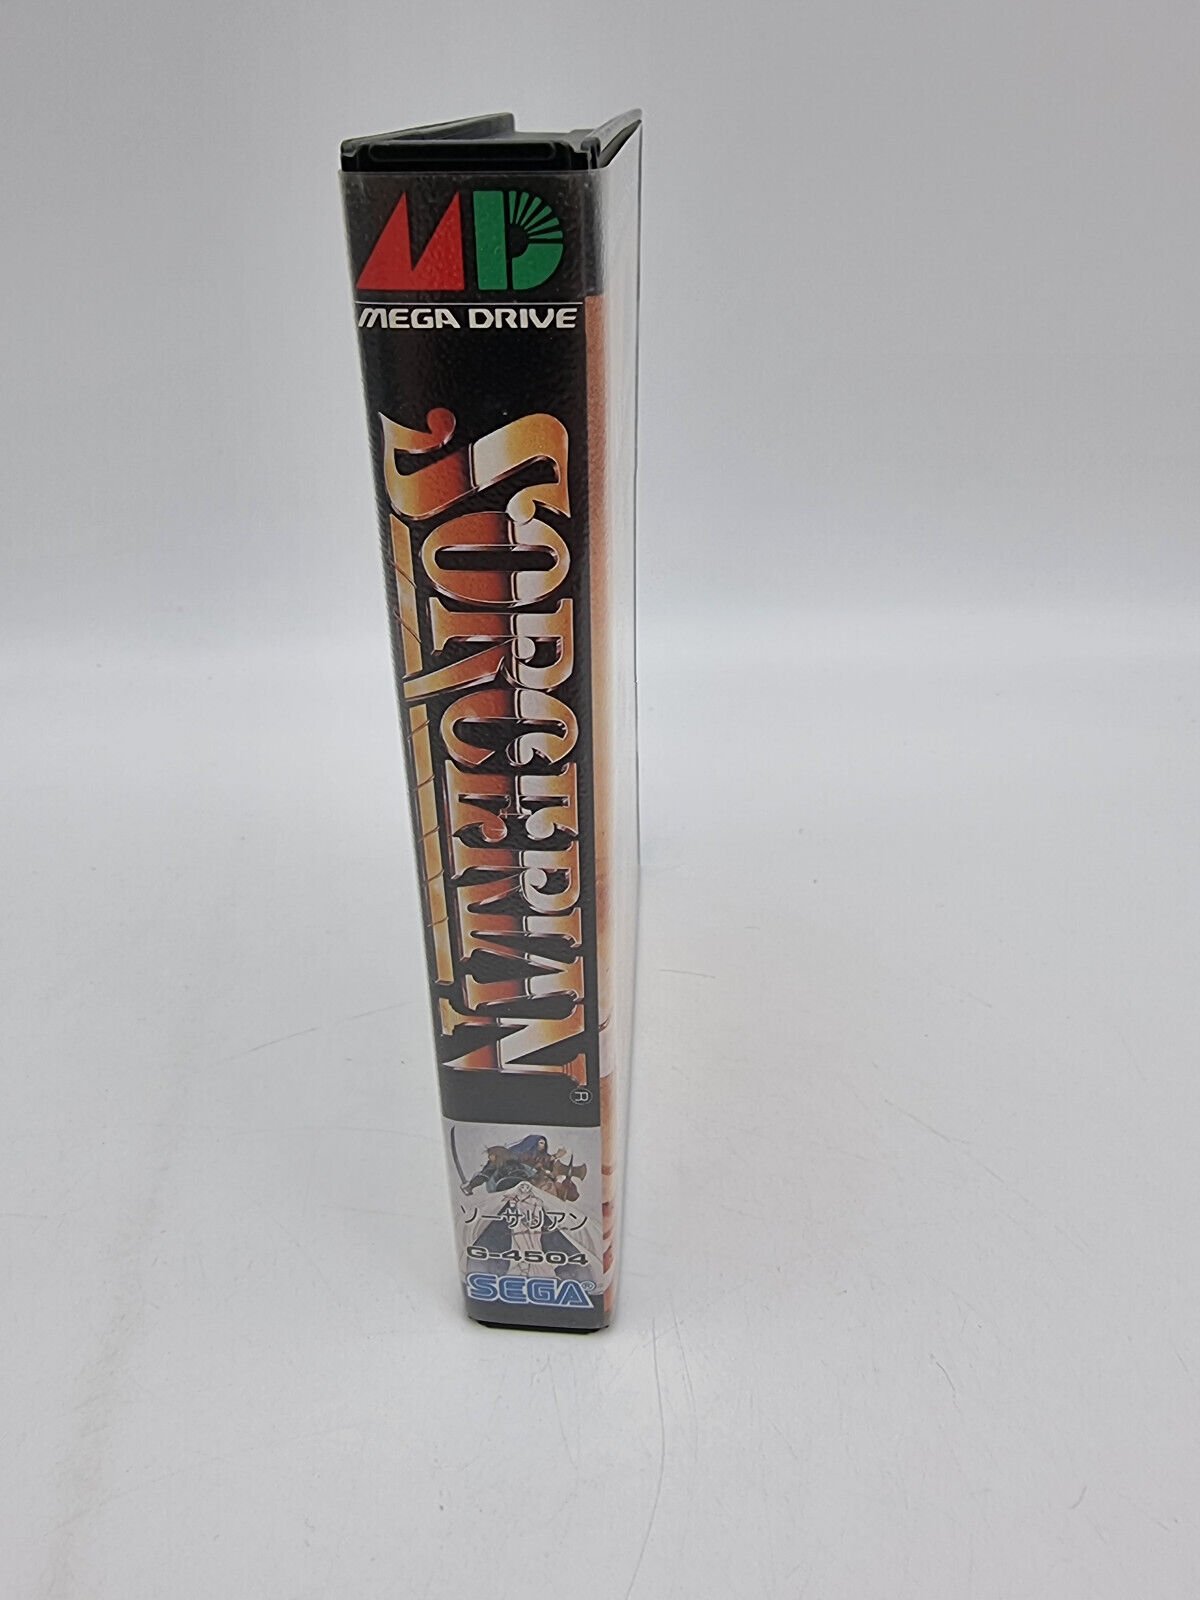 MD
MEGA DRIVE
SORCERIAN®
ソーサリアン
G-4504
SEGA®